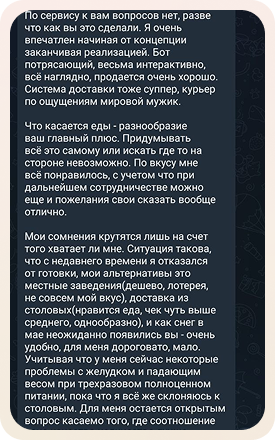 По сервису к вам вопросов нет, разве
что как вы это сделали. Я очень
впечатлен начиная от концепции
заканчивая реализацией. Бот
потрясающий, весьма интерактивно,
всё наглядно, продается очень хорошо.
Система доставки тоже суппер, курьер
по ощущениям мировой мужик.
Что касается еды - разнообразие
ваш главный плюс. Придумывать
всё это самому или искать где то на
стороне невозможно. По вкусу мне
всё понравилось, с учетом что при
дальнейшем сотрудничестве можно
еще и пожелания свои сказать вообще
отлично.
Мои сомнения крутятся лишь на счет
того хватает ли мне. Ситуация такова,
что с недавнего времени я отказался
от готовки, мои альтернативы это
местные заведения(дешево, лотерея,
не совсем мой вкус), доставка из
столовых(нравится еда, чек чуть выше
среднего, однообразно), и как снег в
мае неожиданно появились вы - очень
удобно, для меня дороговато, мало.
Учитывая что у меня сейчас некоторые
проблемы с желудком и падающим
весом при трехразовом полноценном
питании, пока что я всё же склоняюсь к
столовым. Для меня остается открытым
вопрос касаемо того, где соотношение